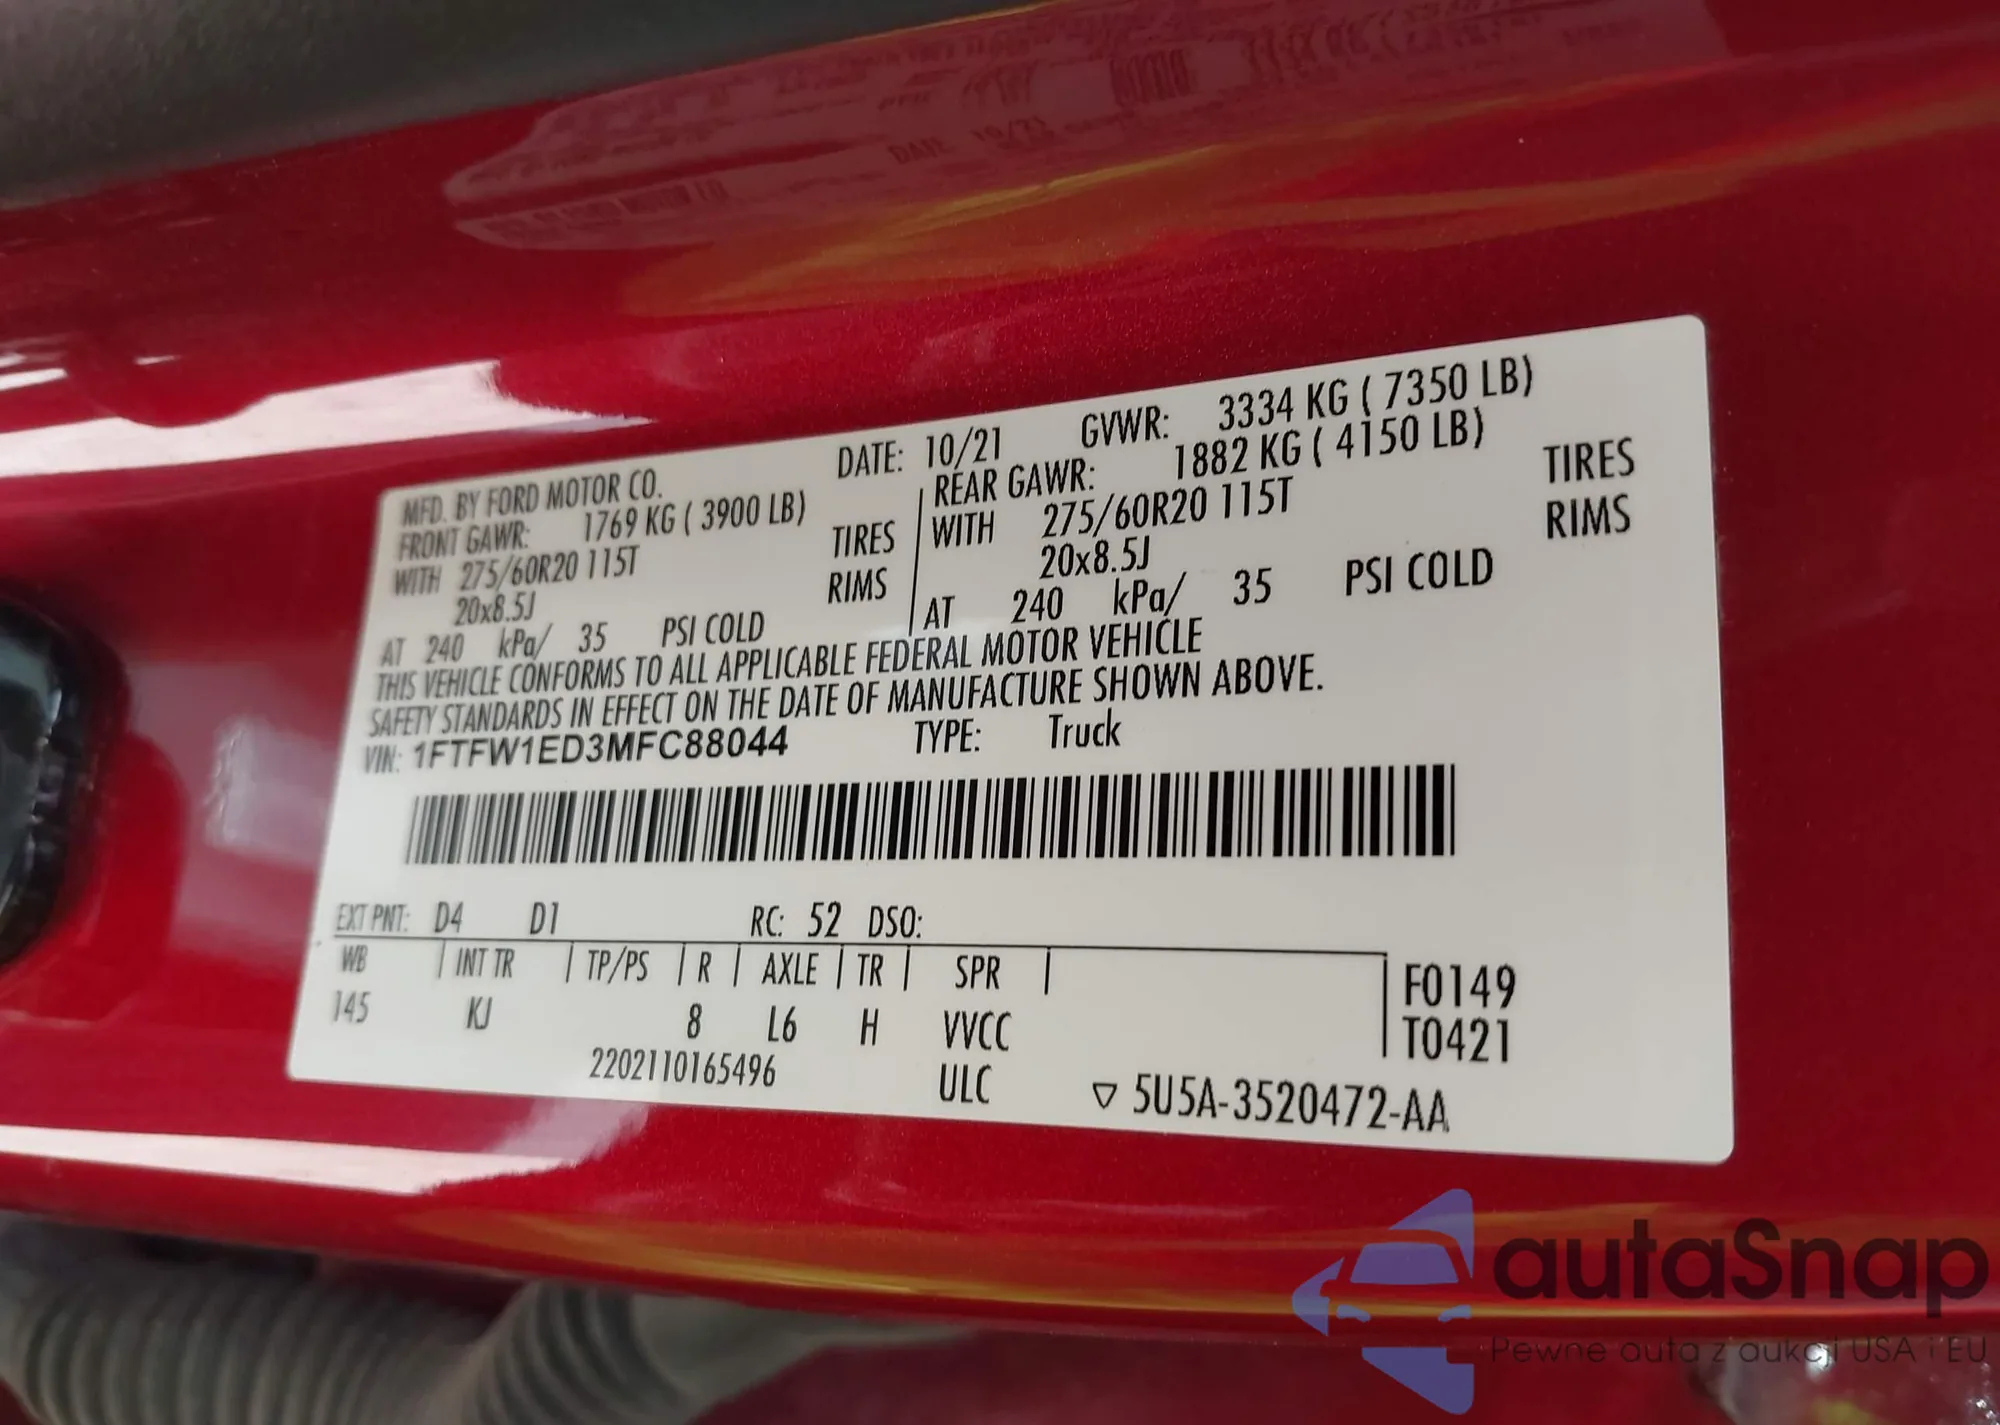 MFD. BY FORD MOTOR CO. DATE: 10/21 GVWR: 3334 KG ( 7350 LB)
FRONT GAWR: 1769 KG ( 3900 LB) REAR GAWR: 1882 KG ( 4150 LB)
WITH 275/60R20 115T TIRES WITH 275/60R20 115T TIRES
20x8.5J RIMS 20x8.5J RIMS
AT 240 kPa/ 35 PSI COLD AT 240 kPa/ 35 PSI COLD
THIS VEHICLE CONFORMS TO ALL APPLICABLE FEDERAL MOTOR VEHICLE
SAFETY STANDARDS IN EFFECT ON THE DATE OF MANUFACTURE SHOWN ABOVE.
VIN: 1FTFW1ED3MFC88044 TYPE: Truck
EXT PNT: D4 D1 RC: 52 DSO:
WB INT TR TP/PS R AXLE TR SPR F0149
145 KJ 8 L6 H VVCC T0421
2202110165496 ULC ▽ 5U5A-3520472-AA
autaSnap
Pewne auta z aukcji USA i EU